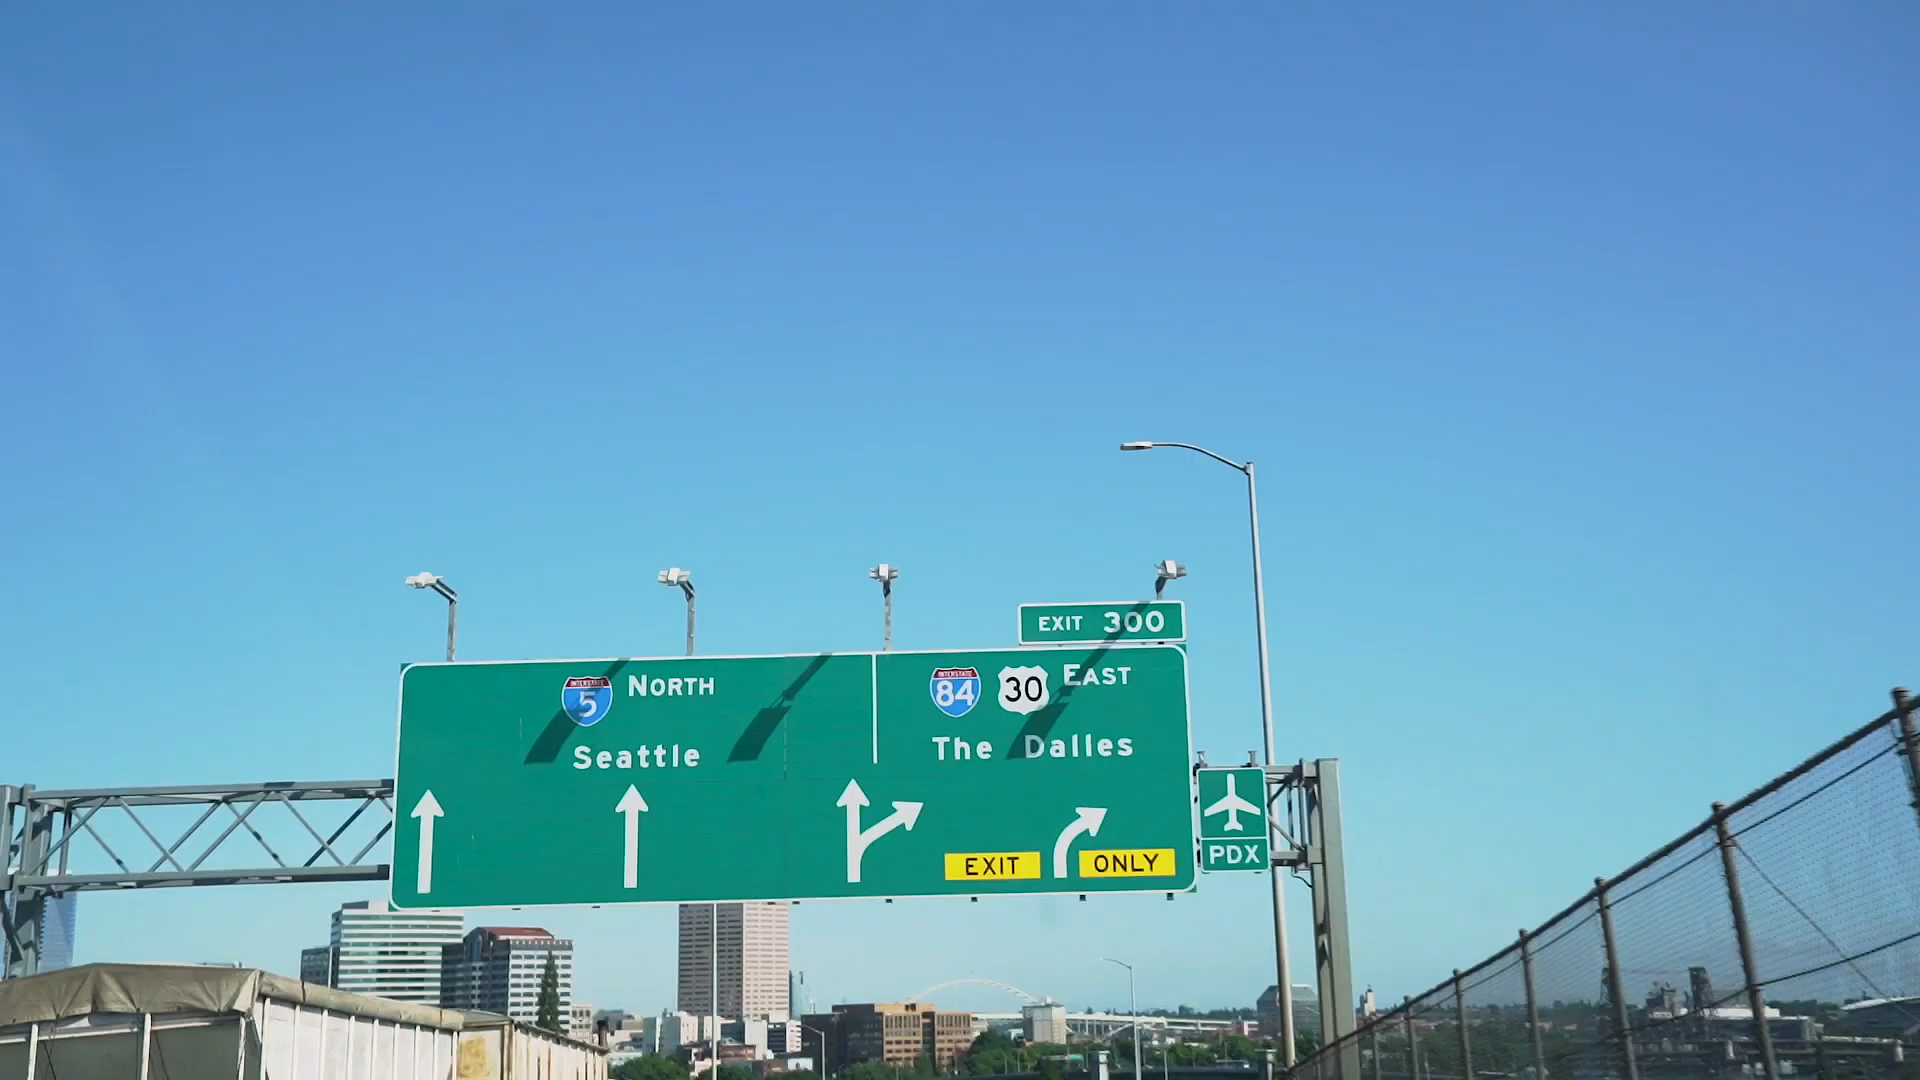 EXIT 300
INTERSTATE 5 NORTH
Seattle
INTERSTATE 84 30 EAST
The Dalles
EXIT ONLY
PDX